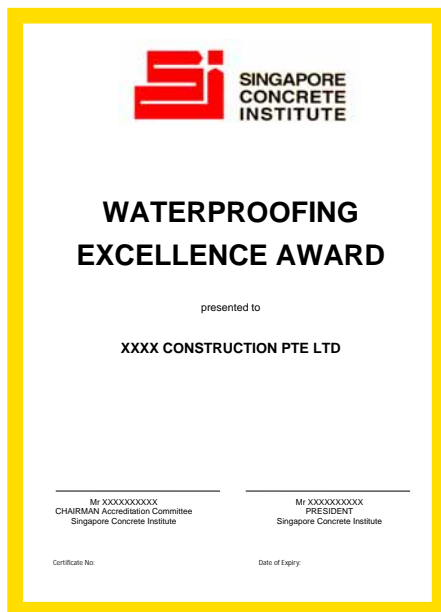 SINGAPORE
CONCRETE
INSTITUTE
WATERPROOFING
EXCELLENCE AWARD
presented to
XXXX CONSTRUCTION PTE LTD
Mr XXXXXXXXXX
CHAIRMAN Accreditation Committee
Singapore Concrete Institute
Mr XXXXXXXXXX
PRESIDENT
Singapore Concrete Institute
Certificate No:
Date of Expiry: